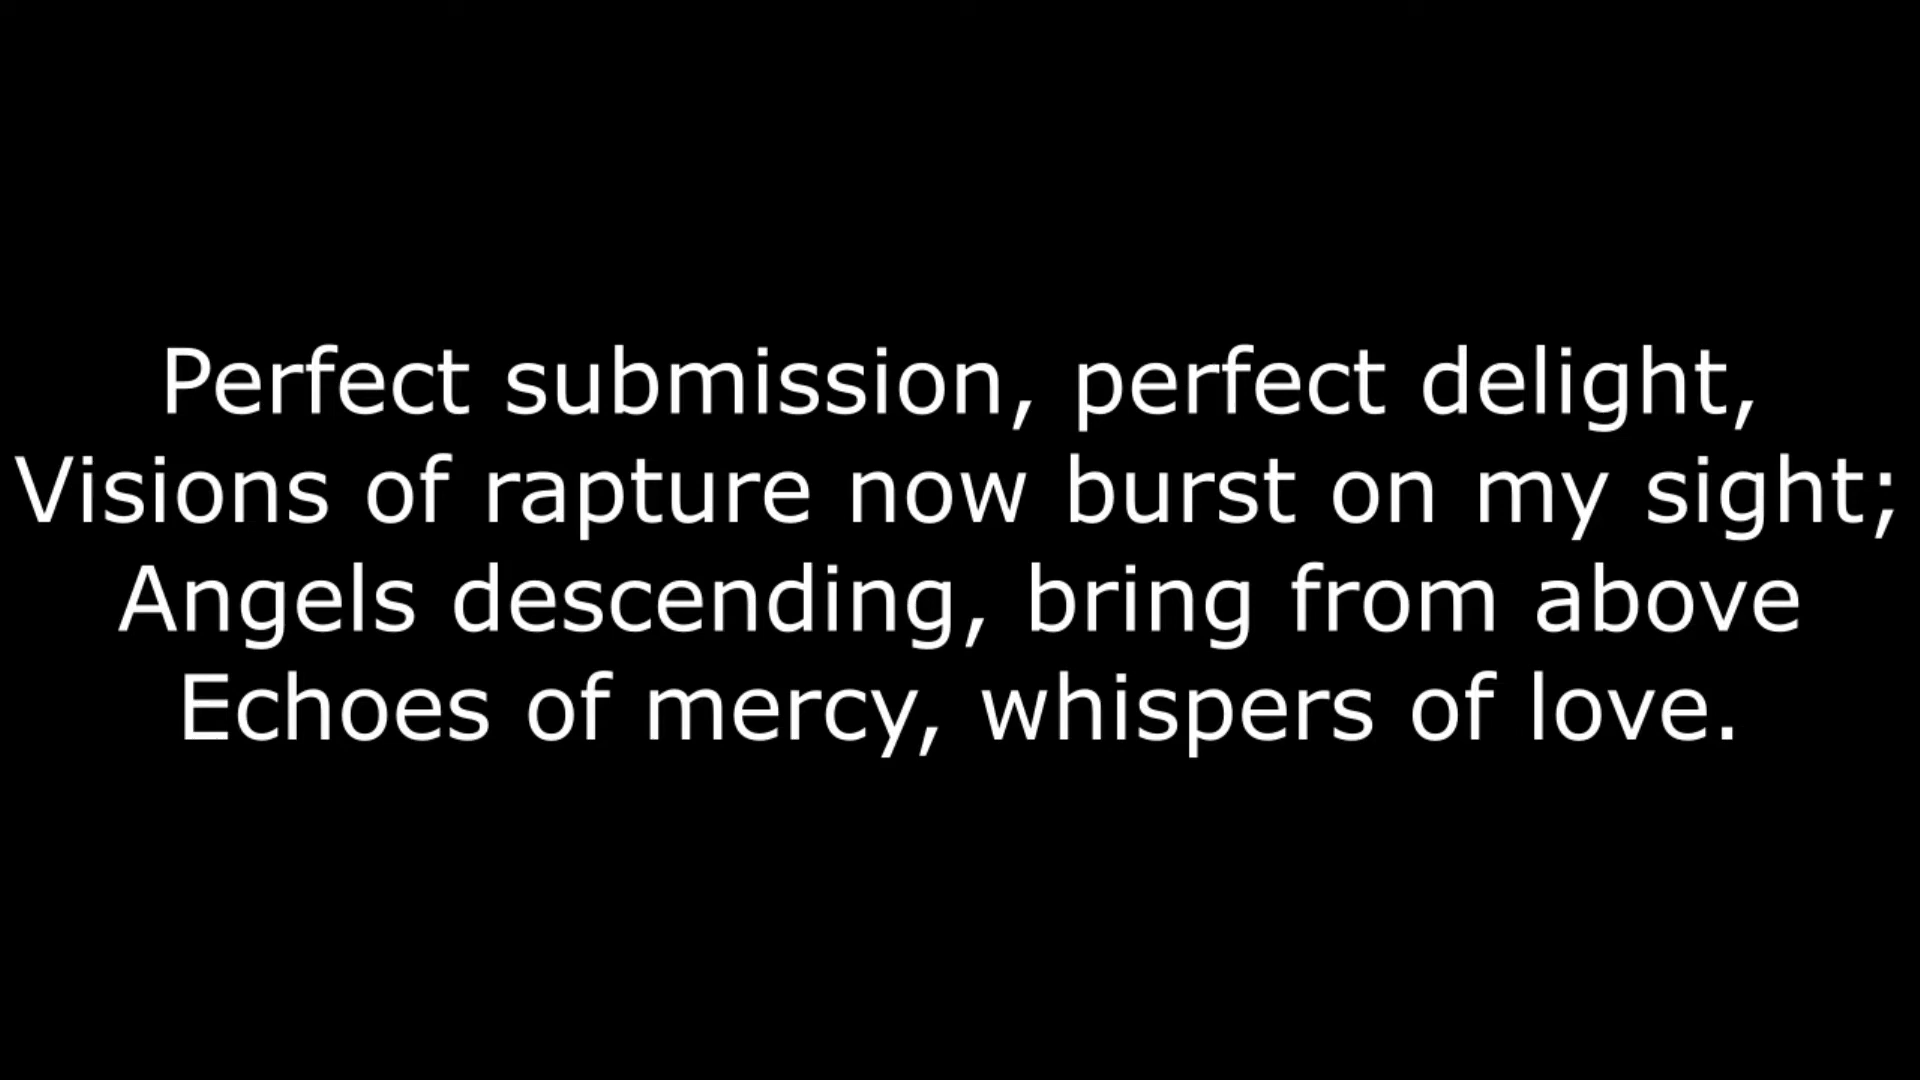 Perfect submission, perfect delight,
Visions of rapture now burst on my sight;
Angels descending, bring from above
Echoes of mercy, whispers of love.